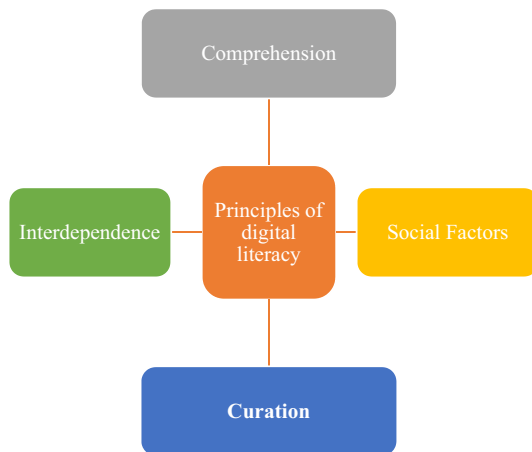 Comprehension
Interdependence
Principles of
digital
literacy
Social Factors
Curation